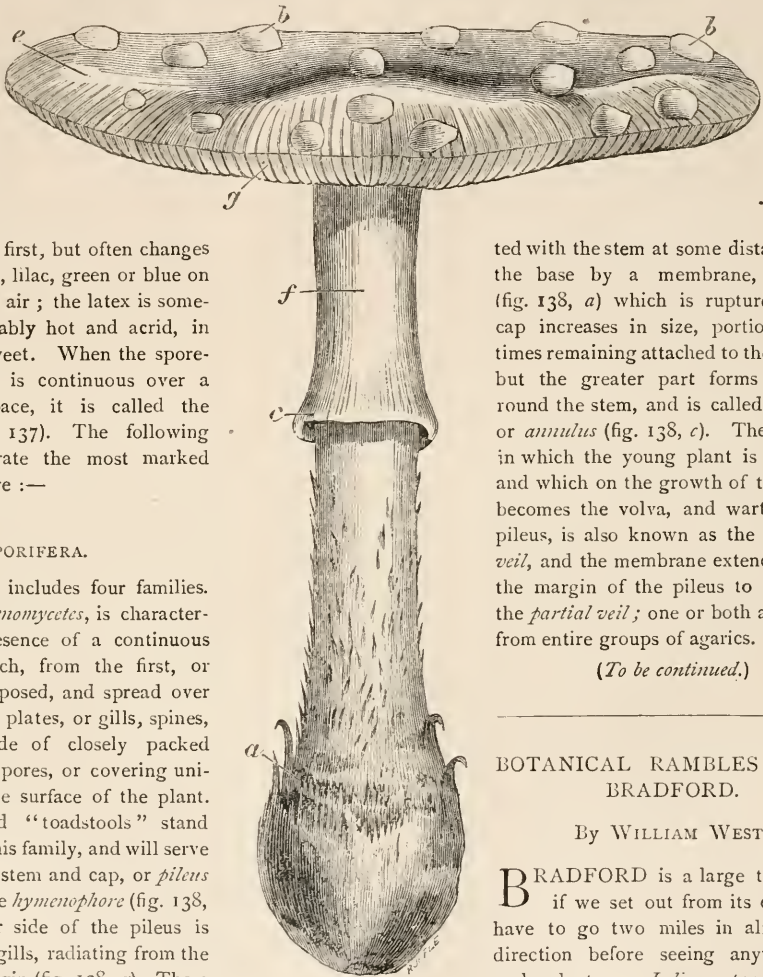 b
e
b
g
f
c
a
first, but often changes
, lilac, green or blue on
air ; the latex is some-
ably hot and acrid, in
eet. When the spore-
is continuous over a
ace, it is called the
137). The following
rate the most marked
re :—
PORIFERA.
includes four families.
nomycetes, is character-
esence of a continuous
ch, from the first, or
posed, and spread over
plates, or gills, spines,
de of closely packed
pores, or covering uni-
e surface of the plant.
d “toadstools” stand
his family, and will serve
stem and cap, or pileus
e hymenophore (fig. 138,
r side of the pileus is
gills, radiating from the
ted with the stem at some dista
the base by a membrane,
(fig. 138, a) which is rupture
cap increases in size, portio
times remaining attached to the
but the greater part forms
round the stem, and is called
or annulus (fig. 138, c). The
in which the young plant is
and which on the growth of t
becomes the volva, and wart
pileus, is also known as the
veil, and the membrane extend
the margin of the pileus to
the partial veil; one or both a
from entire groups of agarics.
(To be continued.)
BOTANICAL RAMBLES
BRADFORD.
By WILLIAM WEST
BRADFORD is a large t
if we set out from its c
have to go two miles in al
direction before seeing any